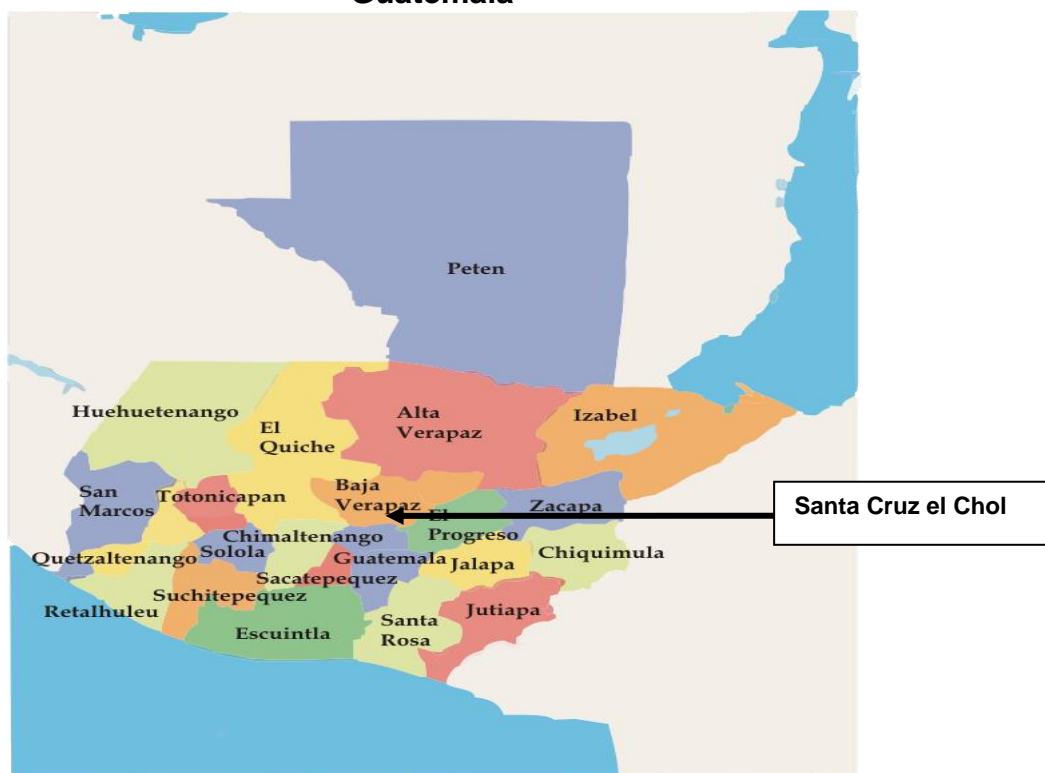 Guatemala
Peten
Huehuetenango
Alta
Verapaz
Izabel
El
Quiche
San
Marcos
Totonicapan
Baja
Verapaz
Zacapa
Santa Cruz el Chol
El
Progreso
Chimaltenango
Quetzaltenango
Solola
Guatemala
Jalapa
Chiquimula
Sacatepequez
Suchitepequez
Retalhuleu
Escuintla
Santa
Rosa
Jutiapa